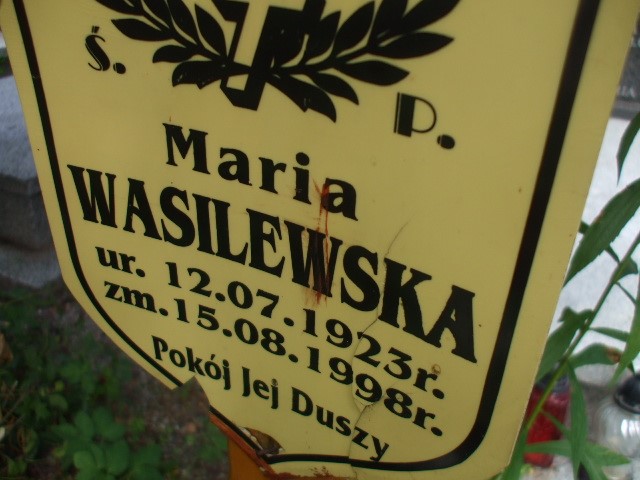 Ś. P.
Maria
WASILEWSKA
ur. 12.07.1923r.
zm.15.08.1998r.
Pokój Jej Duszy